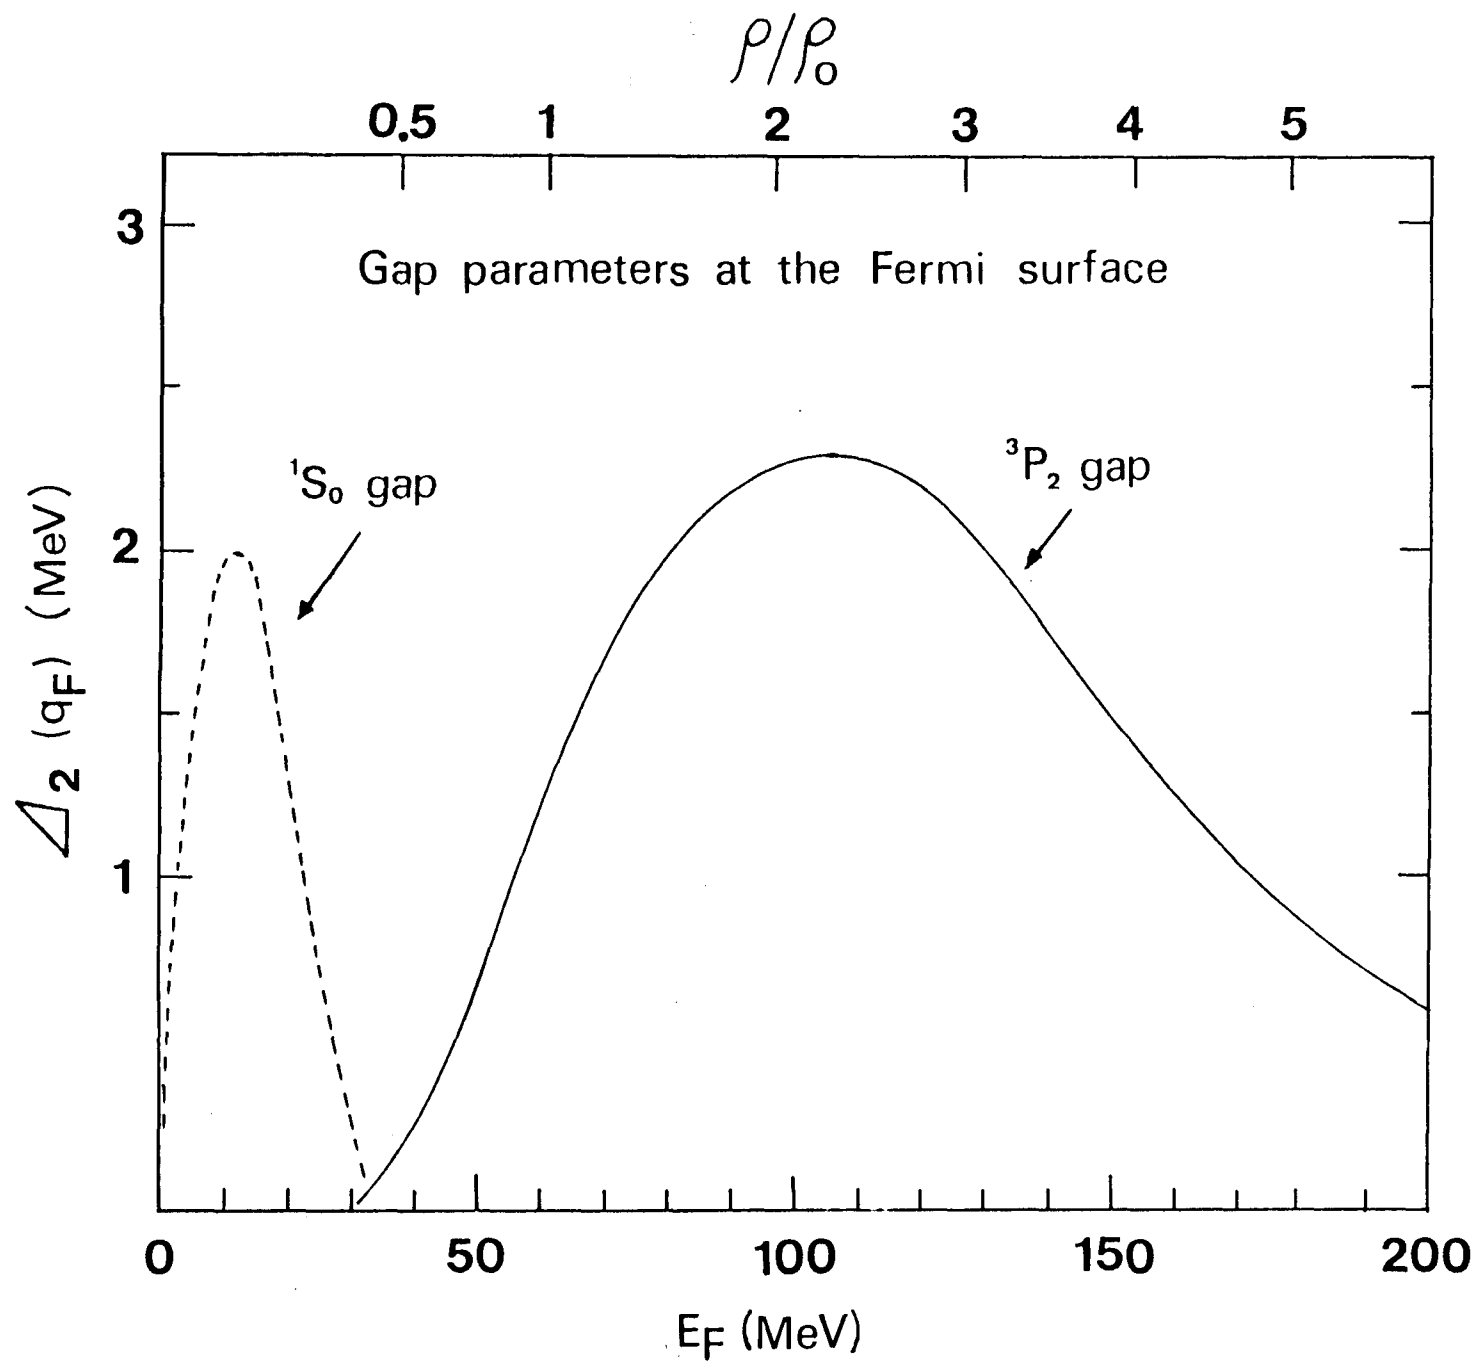 ρ/ρ₀
0.5 1 2 3 4 5
3
Gap parameters at the Fermi surface
¹S₀ gap
³P₂ gap
2
1
Δ₂ (qF) (MeV)
0 50 100 150 200
EF (MeV)